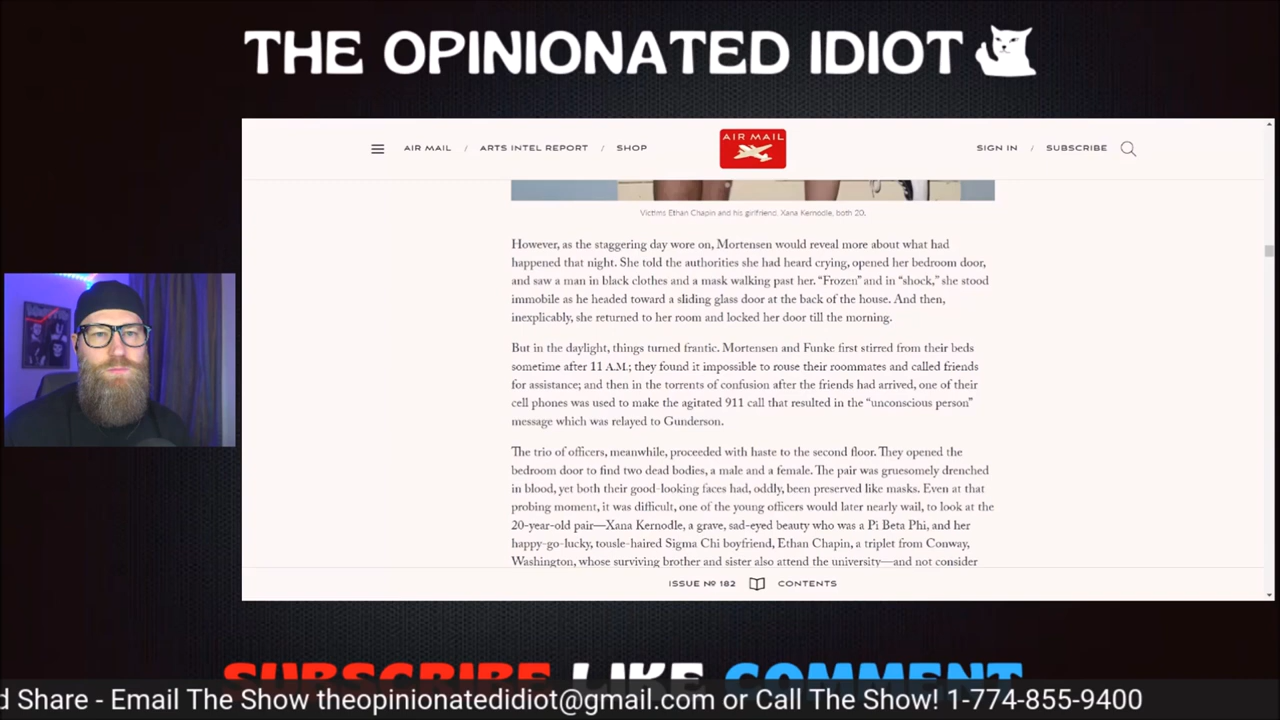 THE OPINIONATED IDIOT
AIR MAIL / ARTS INTEL REPORT / SHOP
AIR MAIL
SIGN IN / SUBSCRIBE
Victims Ethan Chapin and his girlfriend, Xana Kernodle, both 20.
However, as the staggering day wore on, Mortensen would reveal more about what had
happened that night. She told the authorities she had heard crying, opened her bedroom door,
and saw a man in black clothes and a mask walking past her. “Frozen” and in “shock,” she stood
immobile as he headed toward a sliding glass door at the back of the house. And then,
inexplicably, she returned to her room and locked her door till the morning.
But in the daylight, things turned frantic. Mortensen and Funke first stirred from their beds
sometime after 11 A.M.; they found it impossible to rouse their roommates and called friends
for assistance; and then in the torrents of confusion after the friends had arrived, one of their
cell phones was used to make the agitated 911 call that resulted in the “unconscious person”
message which was relayed to Gunderson.
The trio of officers, meanwhile, proceeded with haste to the second floor. They opened the
bedroom door to find two dead bodies, a male and a female. The pair was gruesomely drenched
in blood, yet both their good-looking faces had, oddly, been preserved like masks. Even at that
probing moment, it was difficult, one of the young officers would later nearly wail, to look at the
20-year-old pair—Xana Kernodle, a grave, sad-eyed beauty who was a Pi Beta Phi, and her
happy-go-lucky, tousle-haired Sigma Chi boyfriend, Ethan Chapin, a triplet from Conway,
Washington, whose surviving brother and sister also attend the university—and not consider
ISSUE № 182 CONTENTS
SUBSCRIBE LIKE COMMENT
d Share - Email The Show theopinionatedidiot@gmail.com or Call The Show! 1-774-855-9400